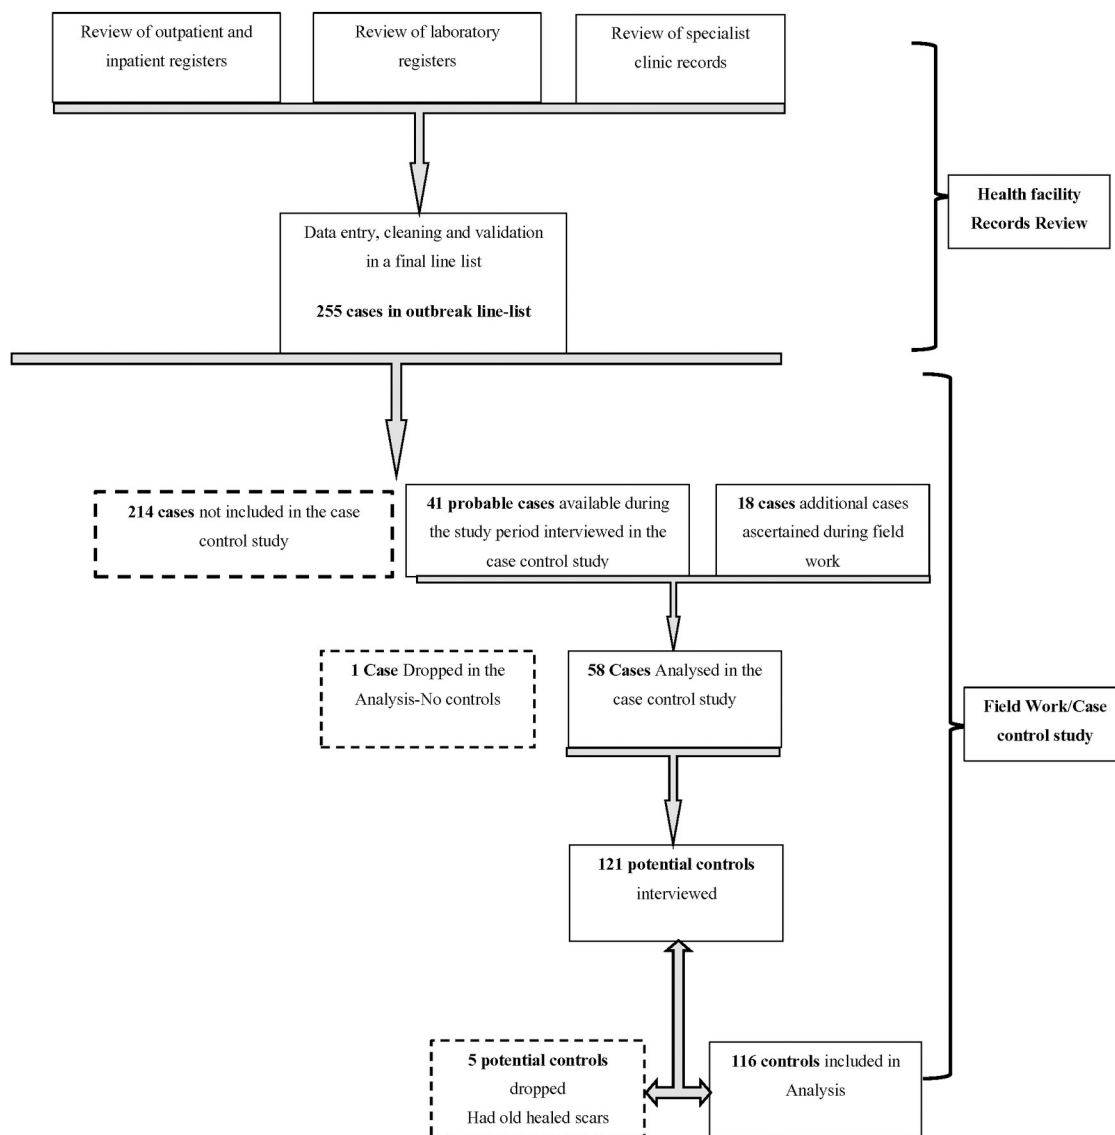 Review of outpatient and
inpatient registers
Review of laboratory
registers
Review of specialist
clinic records
Health facility
Records Review
Data entry, cleaning and validation
in a final line list
255 cases in outbreak line-list
214 cases not included in the case
control study
41 probable cases available during
the study period interviewed in the
case control study
18 cases additional cases
ascertained during field
work
1 Case Dropped in the
Analysis-No controls
58 Cases Analysed in the
case control study
Field Work/Case
control study
121 potential controls
interviewed
5 potential controls
dropped
Had old healed scars
116 controls included in
Analysis